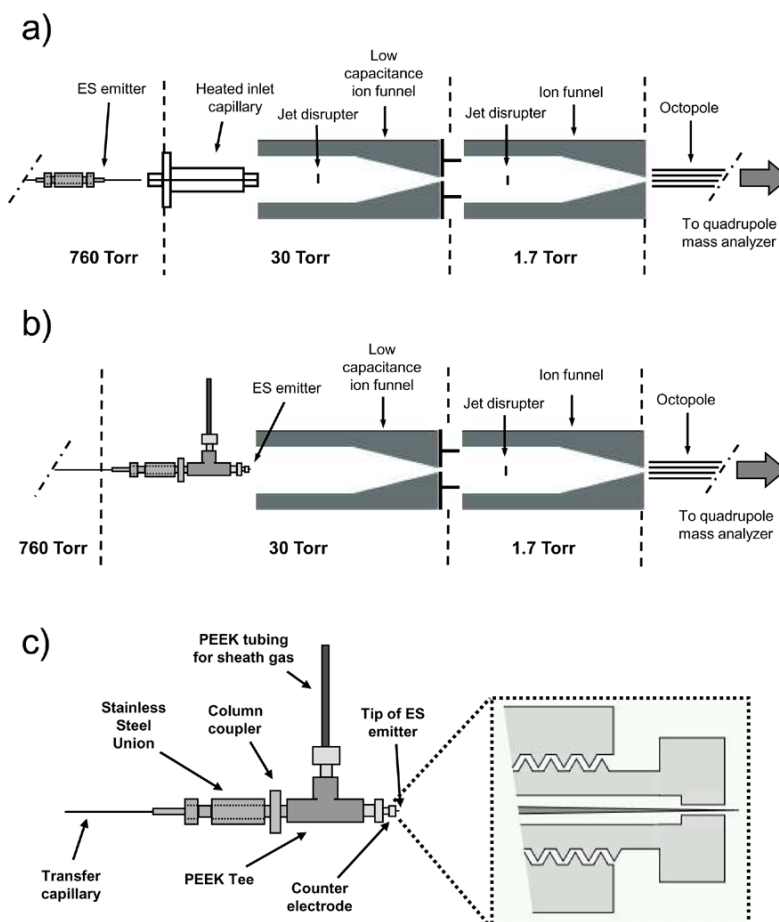 a)
ES emitter
Heated inlet
capillary
Jet disrupter
Low
capacitance
ion funnel
Jet disrupter
Ion funnel
Octopole
To quadrupole
mass analyzer
760 Torr
30 Torr
1.7 Torr
b)
ES emitter
Low
capacitance
ion funnel
Jet disrupter
Ion funnel
Octopole
To quadrupole
mass analyzer
760 Torr
30 Torr
1.7 Torr
c)
PEEK tubing
for sheath gas
Stainless
Steel
Union
Column
coupler
Tip of ES
emitter
Transfer
capillary
PEEK Tee
Counter
electrode